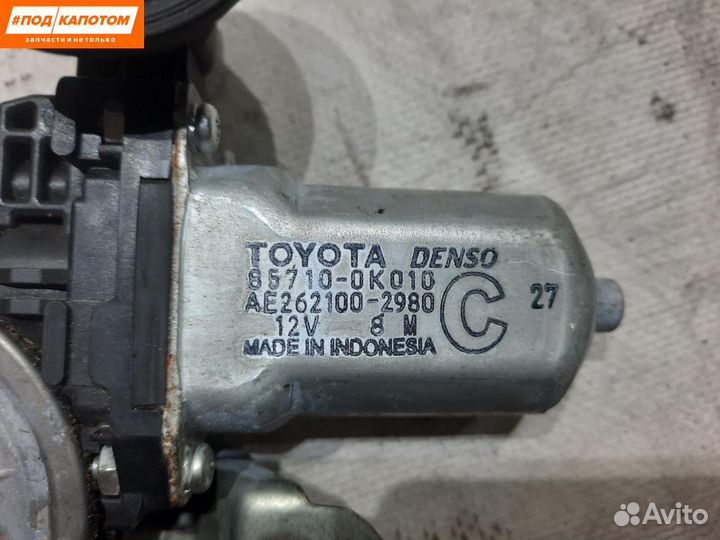 #ПОД КАПОТОМ
запчасти и не только
TOYOTA DENSO
85710-0K010
AE262100-2980
12V 8 M
MADE IN INDONESIA
C
27
Avito